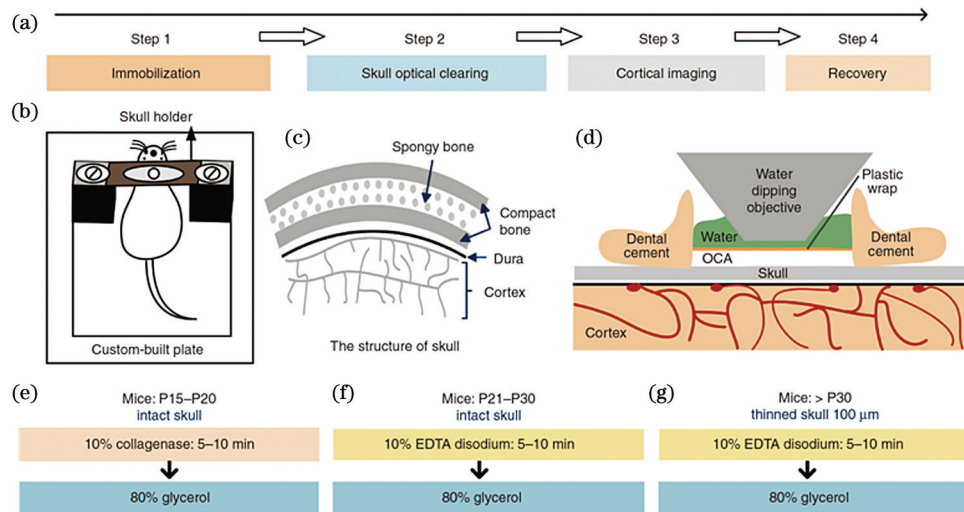 (a)
Step 1
Step 2
Step 3
Step 4
Immobilization
Skull optical clearing
Cortical imaging
Recovery
(b)
Skull holder
Custom-built plate
(c)
Spongy bone
Compact
bone
Dura
Cortex
The structure of skull
(d)
Water
dipping
objective
Plastic
wrap
Dental
cement
Water
OCA
Dental
cement
Skull
Cortex
(e)
Mice: P15–P20
intact skull
10% collagenase: 5–10 min
80% glycerol
(f)
Mice: P21–P30
intact skull
10% EDTA disodium: 5–10 min
80% glycerol
(g)
Mice: > P30
thinned skull 100 μm
10% EDTA disodium: 5–10 min
80% glycerol